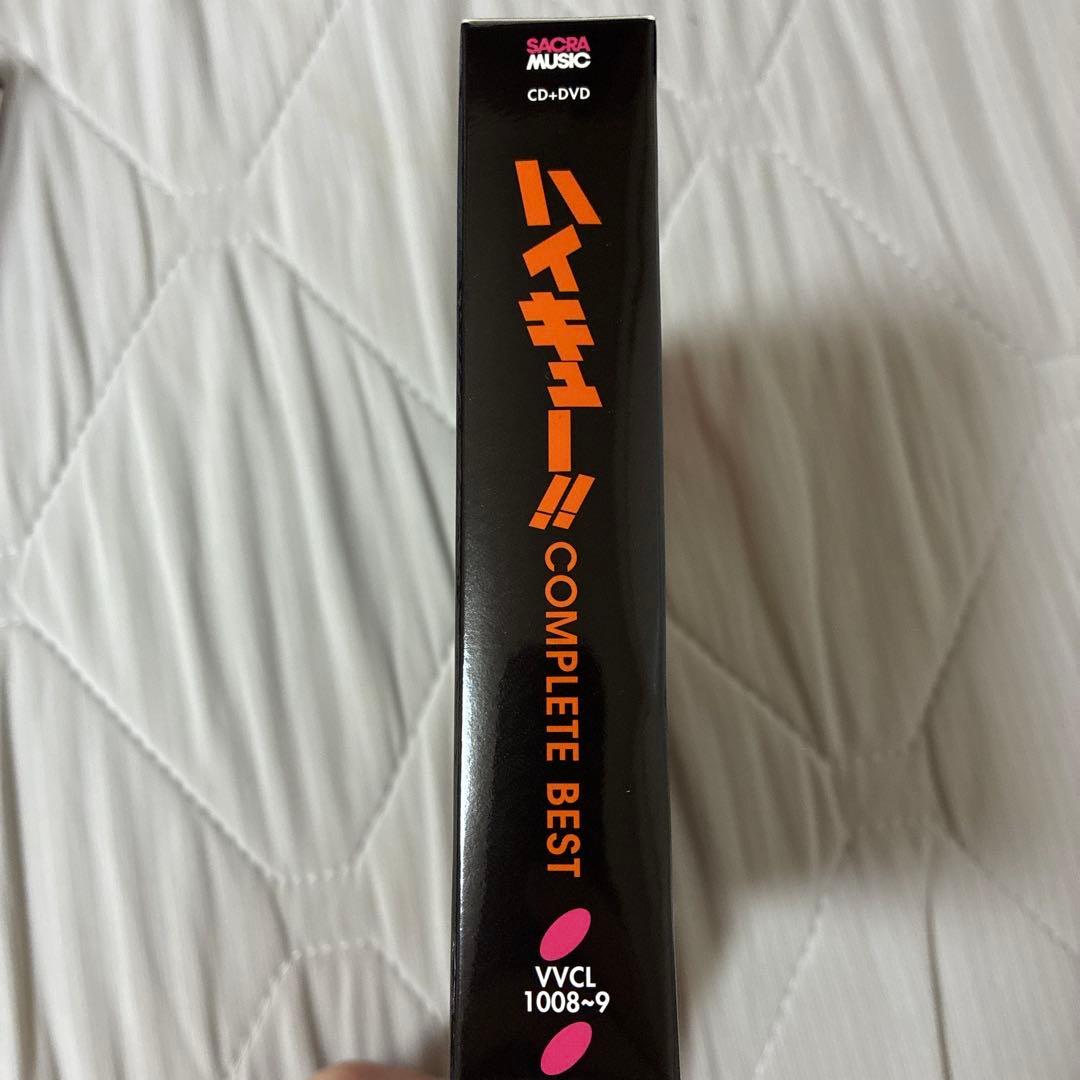 SACRA
MUSIC
CD+DVD
ハイキュー!! COMPLETE BEST
VVCL
1008~9